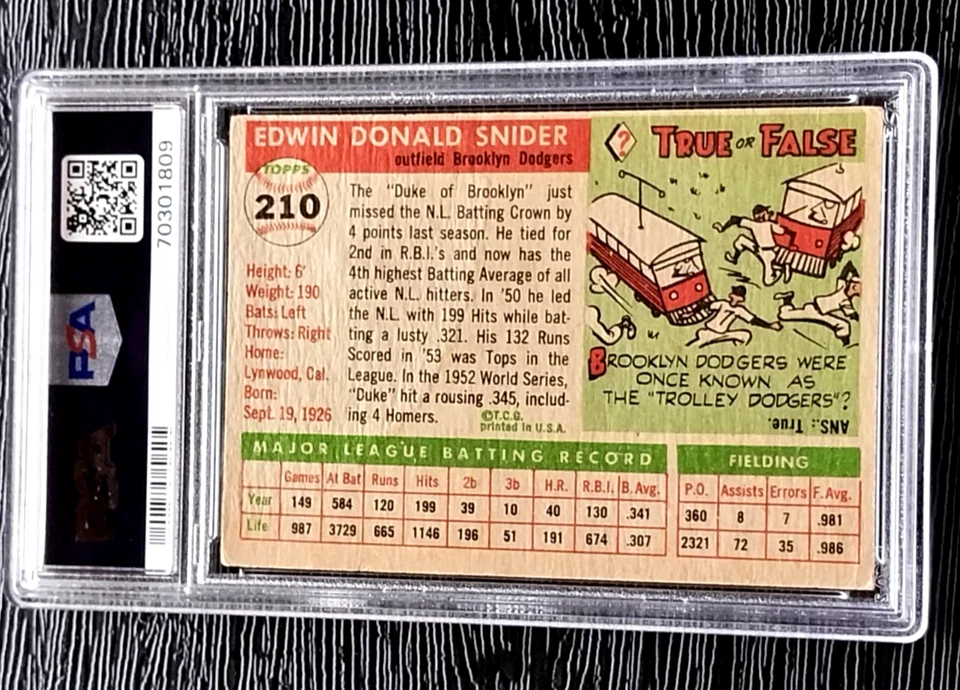 70301809
PSA
EDWIN DONALD SNIDER
outfield Brooklyn Dodgers
TOPPS
210
Height: 6'
Weight: 190
Bats: Left
Throws: Right
Home:
Lynwood, Cal.
Born:
Sept. 19, 1926
The "Duke of Brooklyn" just
missed the N.L. Batting Crown by
4 points last season. He tied for
2nd in R.B.I.'s and now has the
4th highest Batting Average of all
active N.L. hitters. In '50 he led
the N.L. with 199 Hits while bat-
ting a lusty .321. His 132 Runs
Scored in '53 was Tops in the
League. In the 1952 World Series,
"Duke" hit a rousing .345, includ-
ing 4 Homers.
©T.C.G.
printed in U.S.A.
? TRUE OR FALSE
BROOKLYN DODGERS WERE
ONCE KNOWN AS
THE "TROLLEY DODGERS"?
ANS.: True.
MAJOR LEAGUE BATTING RECORD
Games At Bat Runs Hits 2b 3b H.R. R.B.I. B. Avg.
Year 149 584 120 199 39 10 40 130 .341
Life 987 3729 665 1146 196 51 191 674 .307
FIELDING
P.O. Assists Errors F. Avg.
360 8 7 .981
2321 72 35 .986